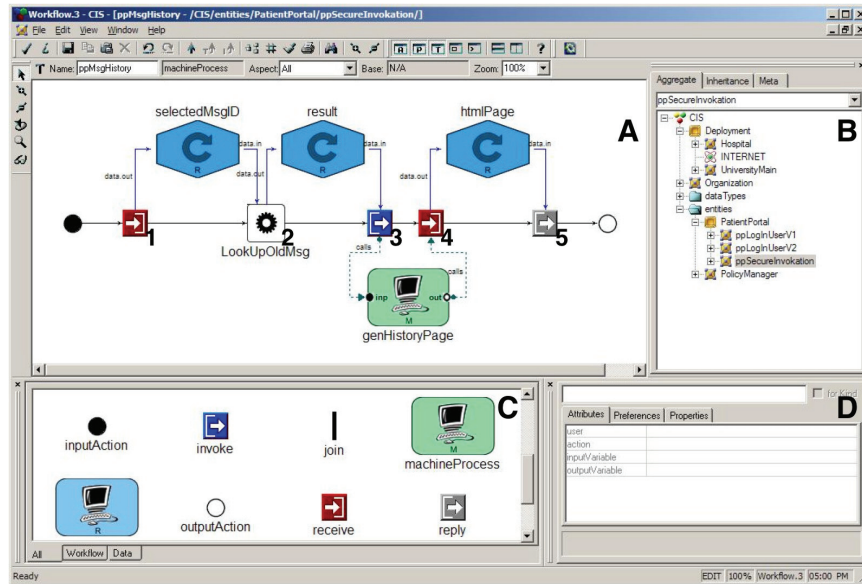 Workflow.3 - CIS - [ppMsgHistory - /CIS/entities/PatientPortal/ppSecureInvokation/]
File Edit View Window Help
Name: ppMsgHistory machineProcess Aspect: All Base: N/A Zoom: 100%
selectedMsgID result htmlPage
A
R R R
data.out data.in data.out data.in data.out data.in
1 2 3 4 5
LookUpOldMsg
calls calls
inp out
M
genHistoryPage
Aggregate Inheritance Meta
ppSecureInvokation
B
CIS
Deployment
Hospital
INTERNET
UniversityMain
Organization
dataTypes
entities
PatientPortal
ppLogInUserV1
ppLogInUserV2
ppSecureInvokation
PolicyManager
C
inputAction invoke join M machineProcess
R outputAction receive reply
All Workflow Data
for Kind
D
Attributes Preferences Properties
user
action
inputVariable
outputVariable
Ready EDIT 100% Workflow.3 05:00 PM